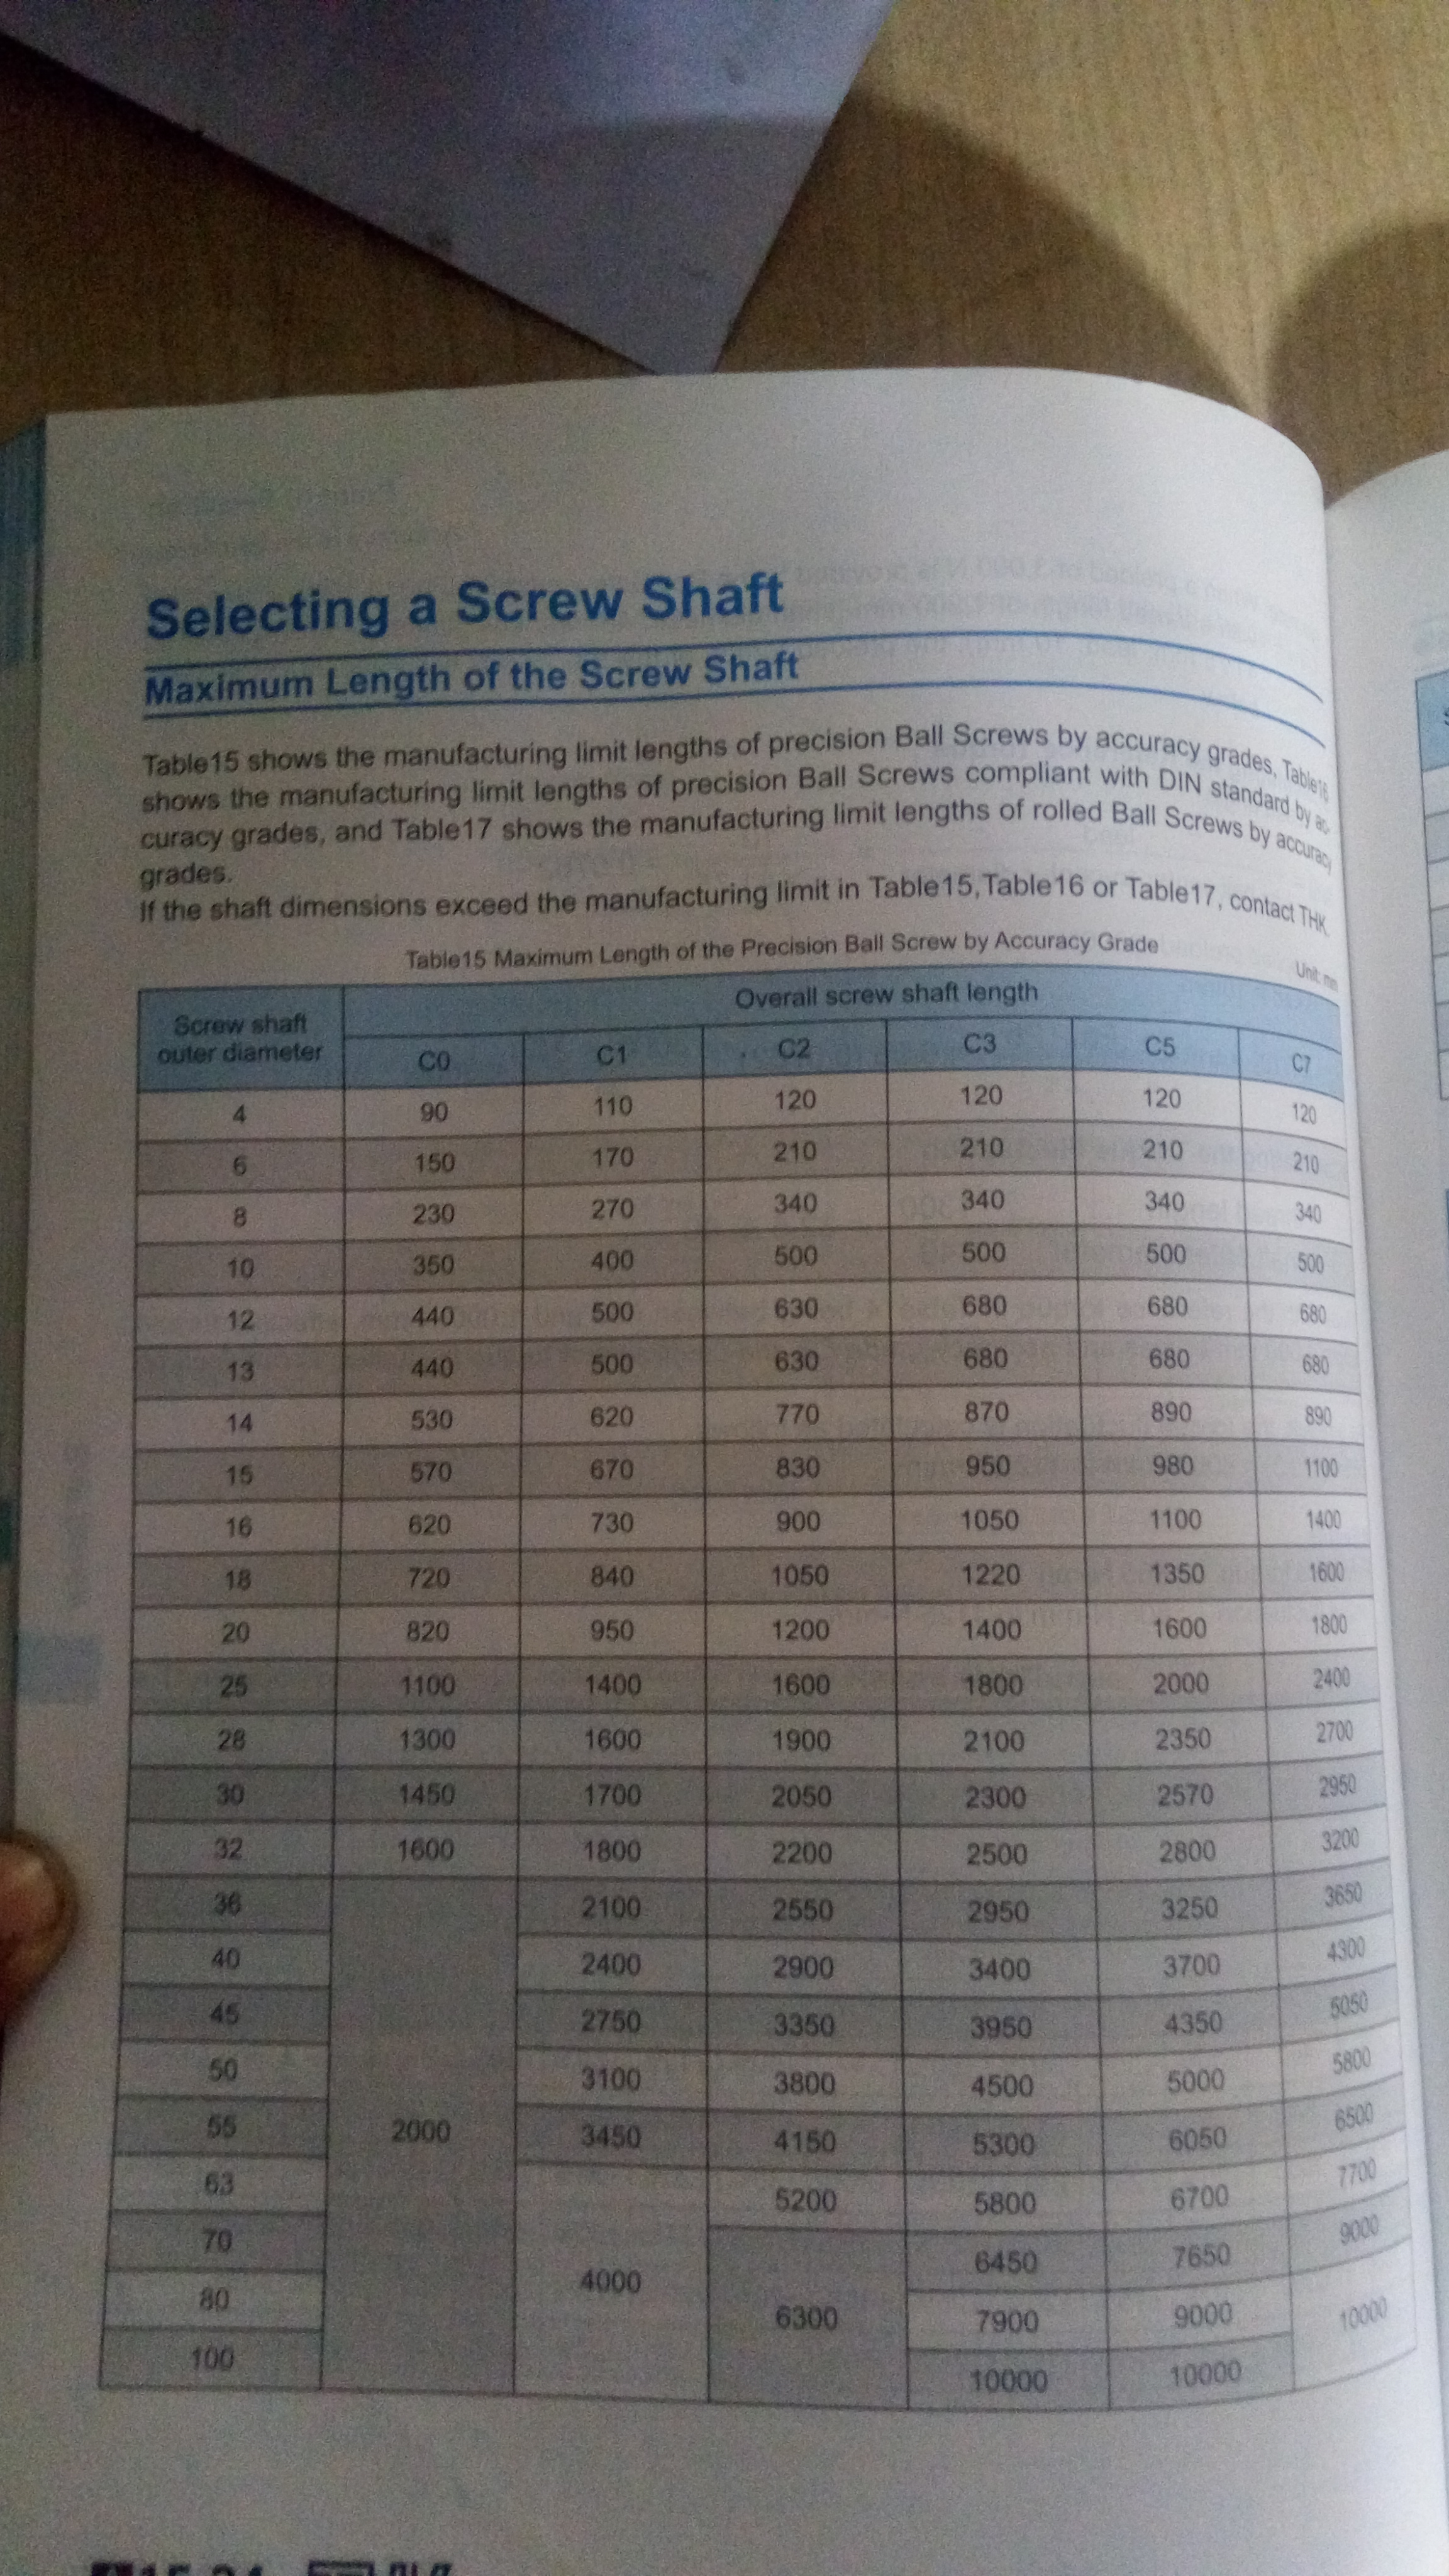 Selecting a Screw Shaft
Maximum Length of the Screw Shaft
Table15 shows the manufacturing limit lengths of precision Ball Screws by accuracy grades, Table16
shows the manufacturing limit lengths of precision Ball Screws compliant with DIN standard by ac-
curacy grades, and Table17 shows the manufacturing limit lengths of rolled Ball Screws by accuracy
grades.
If the shaft dimensions exceed the manufacturing limit in Table15, Table16 or Table17, contact THK.
Table15 Maximum Length of the Precision Ball Screw by Accuracy Grade
Unit: mm
Screw shaft outer diameter Overall screw shaft length
C0 C1 C2 C3 C5 C7
4 90 110 120 120 120 120
6 150 170 210 210 210 210
8 230 270 340 340 340 340
10 350 400 500 500 500 500
12 440 500 630 680 680 680
13 440 500 630 680 680 680
14 530 620 770 870 890 890
15 570 670 830 950 980 1100
16 620 730 900 1050 1100 1400
18 720 840 1050 1220 1350 1600
20 820 950 1200 1400 1600 1800
25 1100 1400 1600 1800 2000 2400
28 1300 1600 1900 2100 2350 2700
30 1450 1700 2050 2300 2570 2950
32 1600 1800 2200 2500 2800 3200
36 2100 2550 2950 3250 3650
40 2400 2900 3400 3700 4300
45 2750 3350 3950 4350 5050
50 3100 3800 4500 5000 5800
55 2000 3450 4150 5300 6050 6500
63 5200 5800 6700 7700
70 6450 7650 9000
80 4000 6300 7900 9000 10000
100 10000 10000